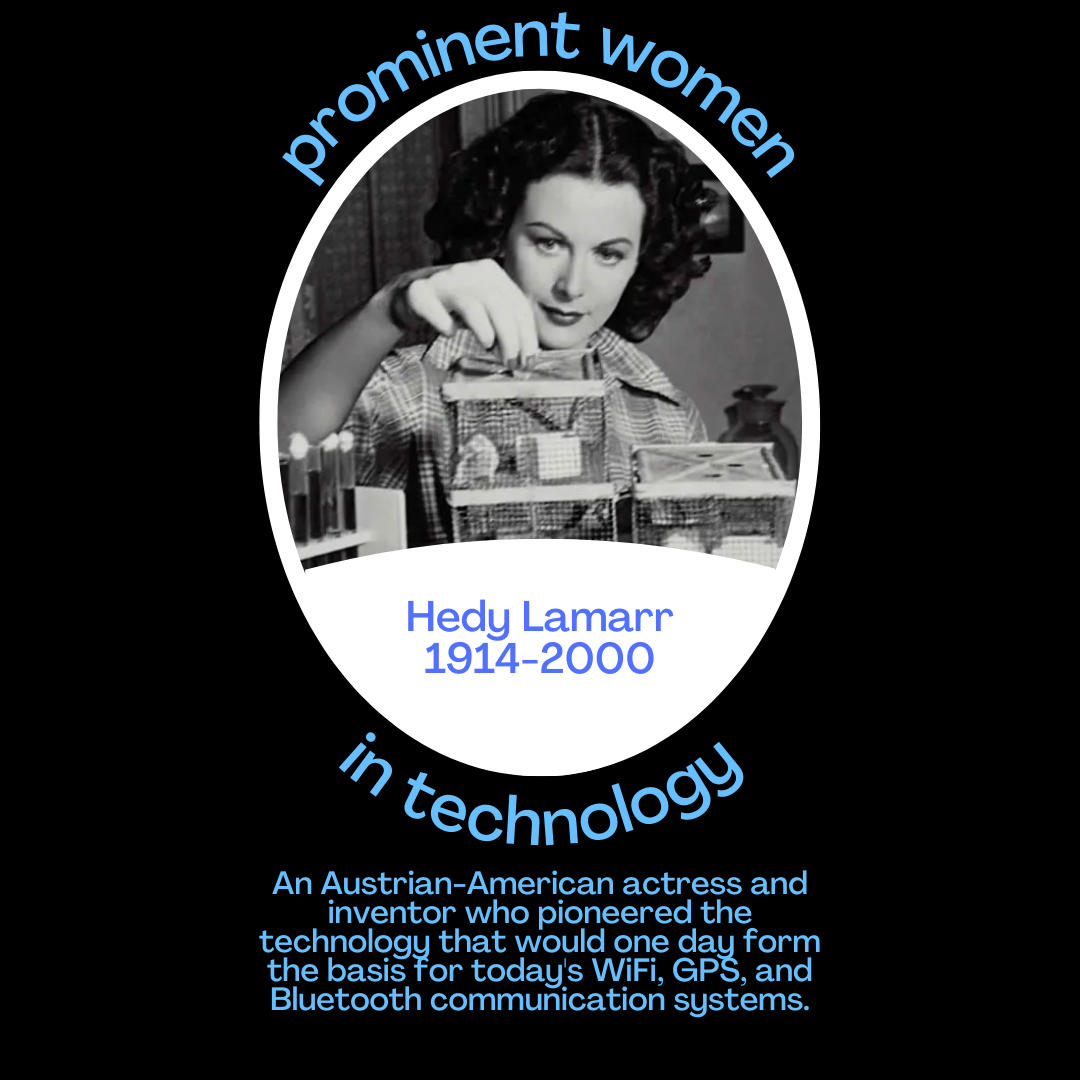 prominent women
Hedy Lamarr
1914-2000
in technology
An Austrian-American actress and
inventor who pioneered the
technology that would one day form
the basis for today's WiFi, GPS, and
Bluetooth communication systems.